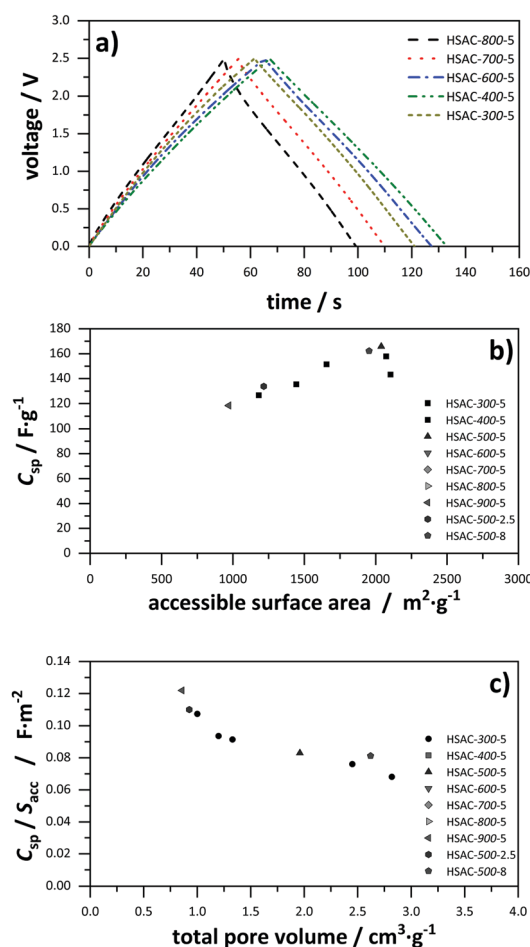 a)
3.0
2.5
2.0
1.5
1.0
0.5
0.0
voltage / V
0 20 40 60 80 100 120 140 160
time / s
HSAC-800-5
HSAC-700-5
HSAC-600-5
HSAC-400-5
HSAC-300-5
b)
180
160
140
120
100
80
60
40
20
0
Csp / F·g-1
0 500 1000 1500 2000 2500 3000
accessible surface area / m2·g-1
HSAC-300-5
HSAC-400-5
HSAC-500-5
HSAC-600-5
HSAC-700-5
HSAC-800-5
HSAC-900-5
HSAC-500-2.5
HSAC-500-8
c)
0.14
0.12
0.10
0.08
0.06
0.04
0.02
0.00
Csp / Sacc / F·m-2
0.0 0.5 1.0 1.5 2.0 2.5 3.0 3.5 4.0
total pore volume / cm3·g-1
HSAC-300-5
HSAC-400-5
HSAC-500-5
HSAC-600-5
HSAC-700-5
HSAC-800-5
HSAC-900-5
HSAC-500-2.5
HSAC-500-8